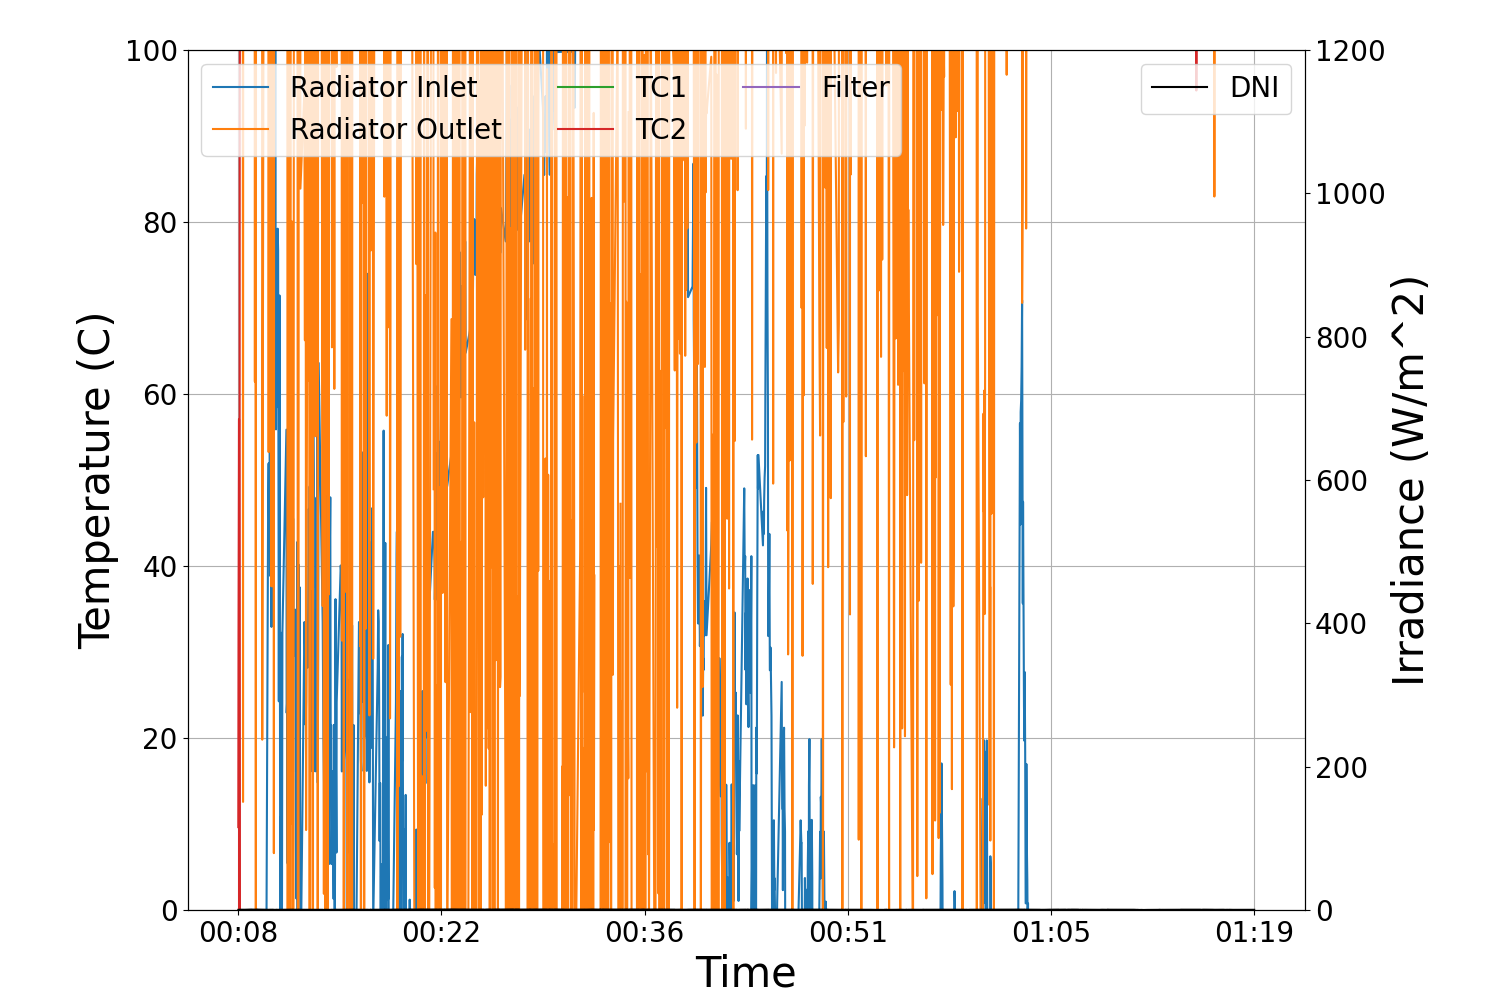 100
80
60
40
20
0
Temperature (C)
Radiator Inlet
Radiator Outlet
TC1
TC2
Filter
DNI
1200
1000
800
600
400
200
0
Irradiance (W/m^2)
00:08 00:22 00:36 00:51 01:05 01:19
Time